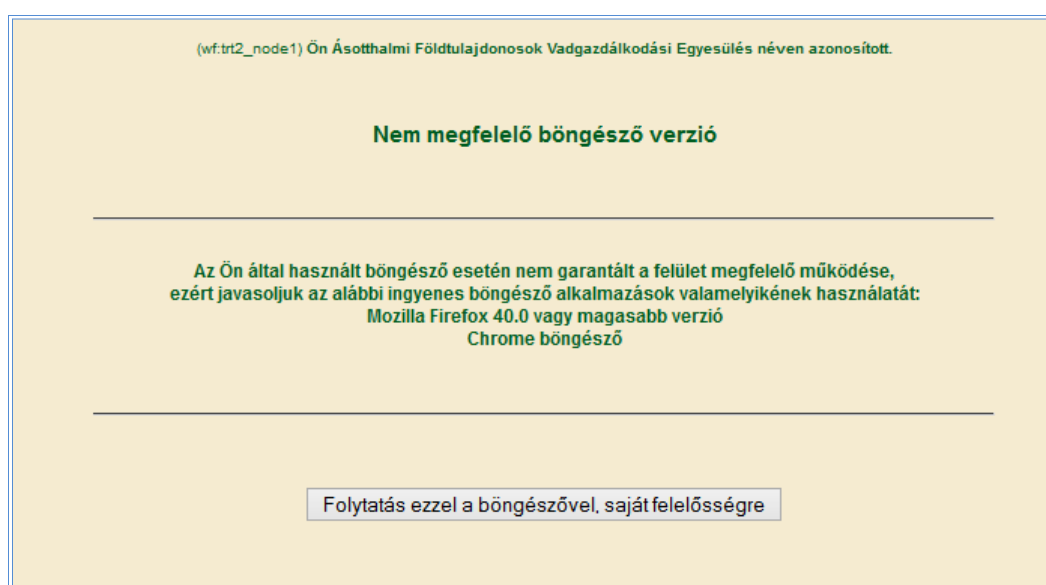 (wf:trt2_node1) Ön Ásotthalmi Földtulajdonosok Vadgazdálkodási Egyesülés néven azonosított.
Nem megfelelő böngésző verzió
Az Ön által használt böngésző esetén nem garantált a felület megfelelő működése,
ezért javasoljuk az alábbi ingyenes böngésző alkalmazások valamelyikének használatát:
Mozilla Firefox 40.0 vagy magasabb verzió
Chrome böngésző
Folytatás ezzel a böngészővel, saját felelősségre